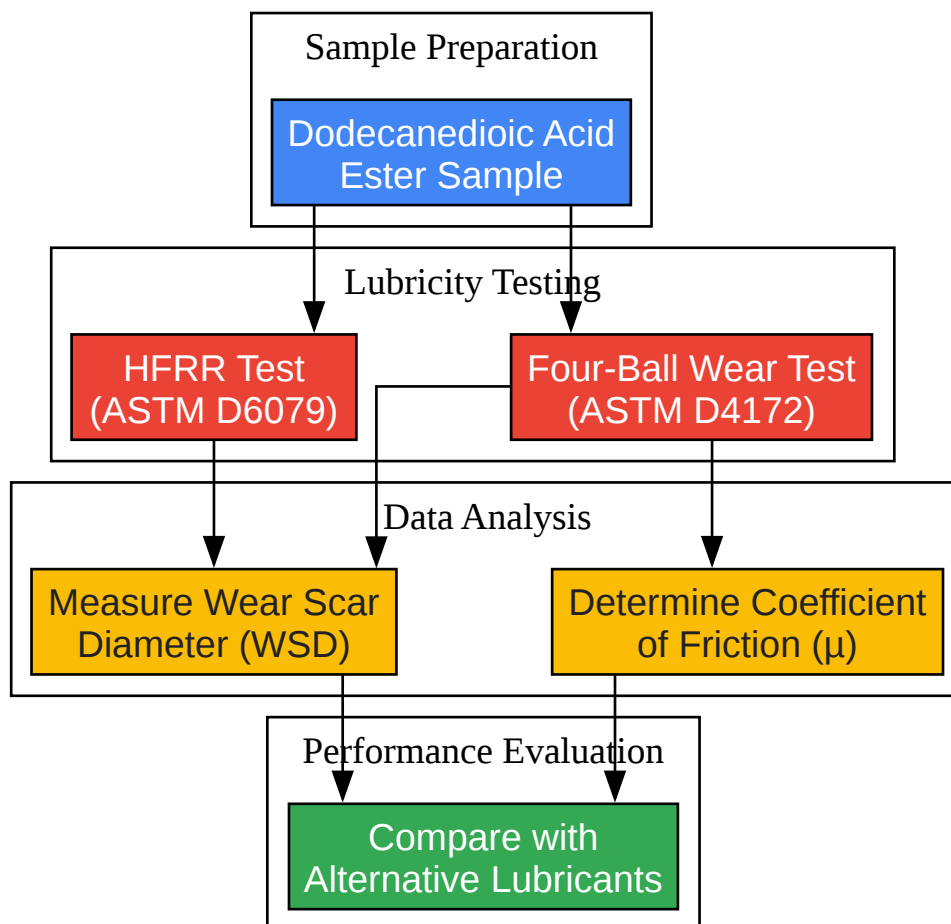 Sample Preparation
Dodecanedioic Acid
Ester Sample
Lubricity Testing
HFRR Test
(ASTM D6079)
Four-Ball Wear Test
(ASTM D4172)
Data Analysis
Measure Wear Scar
Diameter (WSD)
Determine Coefficient
of Friction (µ)
Performance Evaluation
Compare with
Alternative Lubricants